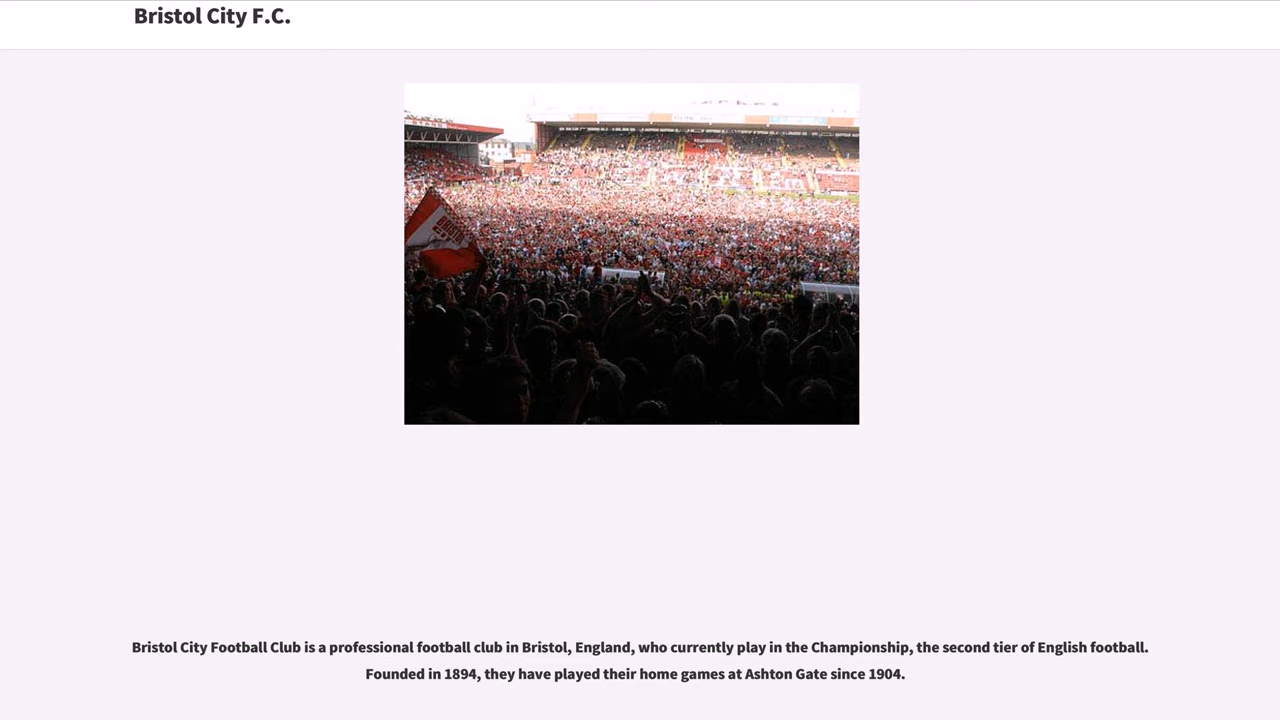 Bristol City F.C.
Bristol City Football Club is a professional football club in Bristol, England, who currently play in the Championship, the second tier of English football.
Founded in 1894, they have played their home games at Ashton Gate since 1904.